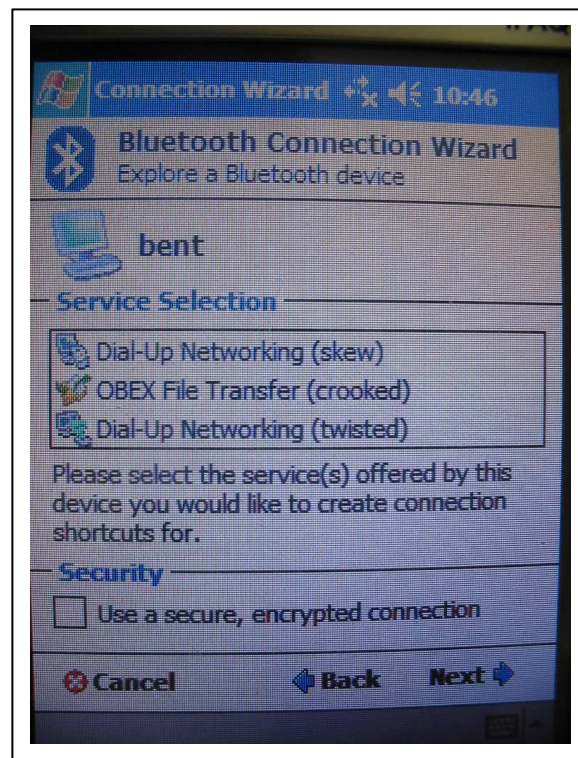 Connection Wizard 10:46
Bluetooth Connection Wizard
Explore a Bluetooth device
bent
Service Selection
Dial-Up Networking (skew)
OBEX File Transfer (crooked)
Dial-Up Networking (twisted)
Please select the service(s) offered by this
device you would like to create connection
shortcuts for.
Security
Use a secure, encrypted connection
Cancel Back Next